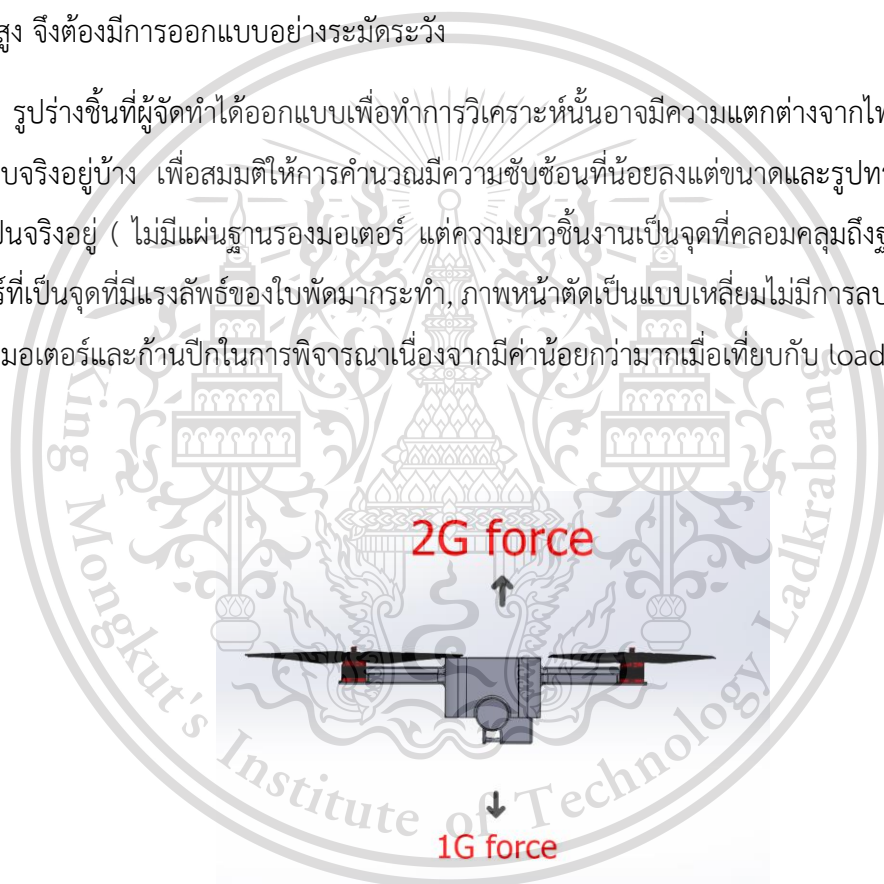 สูง จึงต้องมีการออกแบบอย่างระมัดระวัง
รูปร่างชิ้นที่ผู้จัดทำได้ออกแบบเพื่อทำการวิเคราะห์นั้นอาจมีความแตกต่างจาก
บจริงอยู่บ้าง เพื่อสมมติให้การคำนวณมีความซับซ้อนที่น้อยลงแต่ขนาดและ
ป็นจริงอยู่ ( ไม่มีแผ่นฐานรองมอเตอร์ แต่ความยาวชิ้นงานเป็นจุดที่คลอมคลุมถึง
ร์ที่เป็นจุดที่มีแรงลัพธ์ของใบพัดมากระทำ, ภาพหน้าตัดเป็นแบบเหลี่ยมไม่มีการ
มอเตอร์และก้านปีกในการพิจารณาเนื่องจากมีค่าน้อยกว่ามากเมื่อเที่ยบกับ load
2G force
1G force
King Mongkut's Institute of Technology Ladkrabang